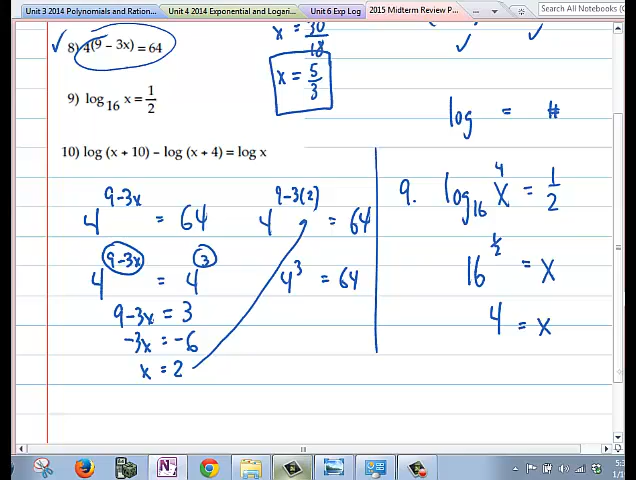 Unit 3 2014 Polynomials and Ration... Unit 4 2014 Exponential and Logari... Unit 6 Exp Log 2015 Midterm Review P... Search All Notebooks (
8) 4^(9 – 3x) = 64
x = 30/18
x = 5/3
9) log₁₆ x = 1/2
log = #
10) log (x + 10) – log (x + 4) = log x
4^(9-3x) = 64
4^(9-3x) = 4^3
9-3x = 3
-3x = -6
x = 2
4^(9-3(2)) = 64
4^3 = 64
9. log₁₆ x^4 = 1/2
16^(1/2) = x
4 = x